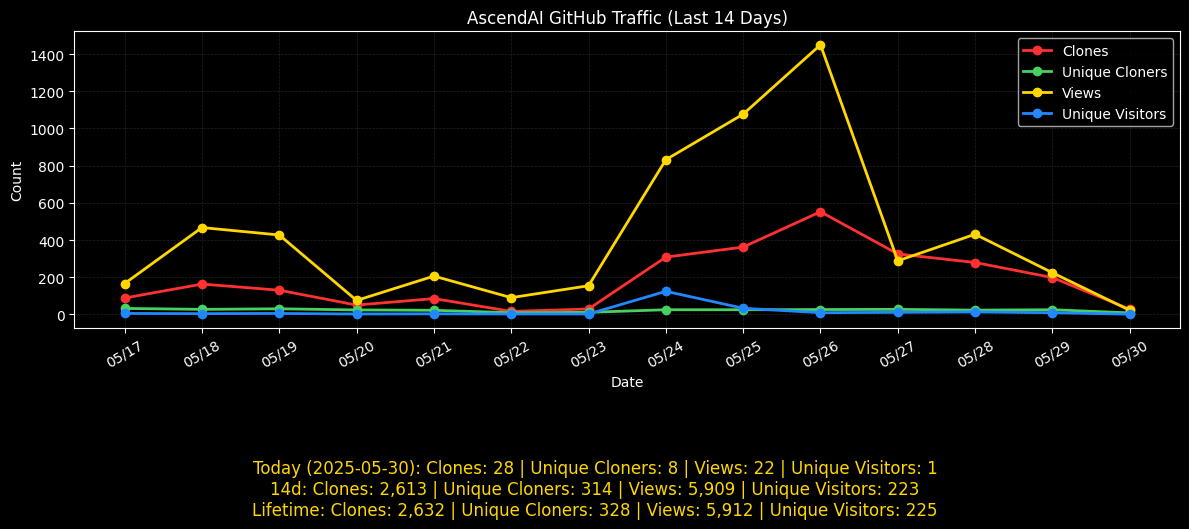 AscendAI GitHub Traffic (Last 14 Days)
Clones
Unique Cloners
Views
Unique Visitors
Count
1400
1200
1000
800
600
400
200
0
05/17 05/18 05/19 05/20 05/21 05/22 05/23 05/24 05/25 05/26 05/27 05/28 05/29 05/30
Date
Today (2025-05-30): Clones: 28 | Unique Cloners: 8 | Views: 22 | Unique Visitors: 1
14d: Clones: 2,613 | Unique Cloners: 314 | Views: 5,909 | Unique Visitors: 223
Lifetime: Clones: 2,632 | Unique Cloners: 328 | Views: 5,912 | Unique Visitors: 225